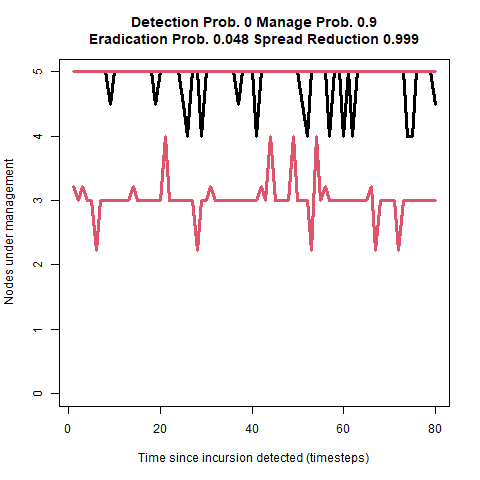 Detection Prob. 0 Manage Prob. 0.9
Eradication Prob. 0.048 Spread Reduction 0.999
Nodes under management
5
4
3
2
1
0
0 20 40 60 80
Time since incursion detected (timesteps)